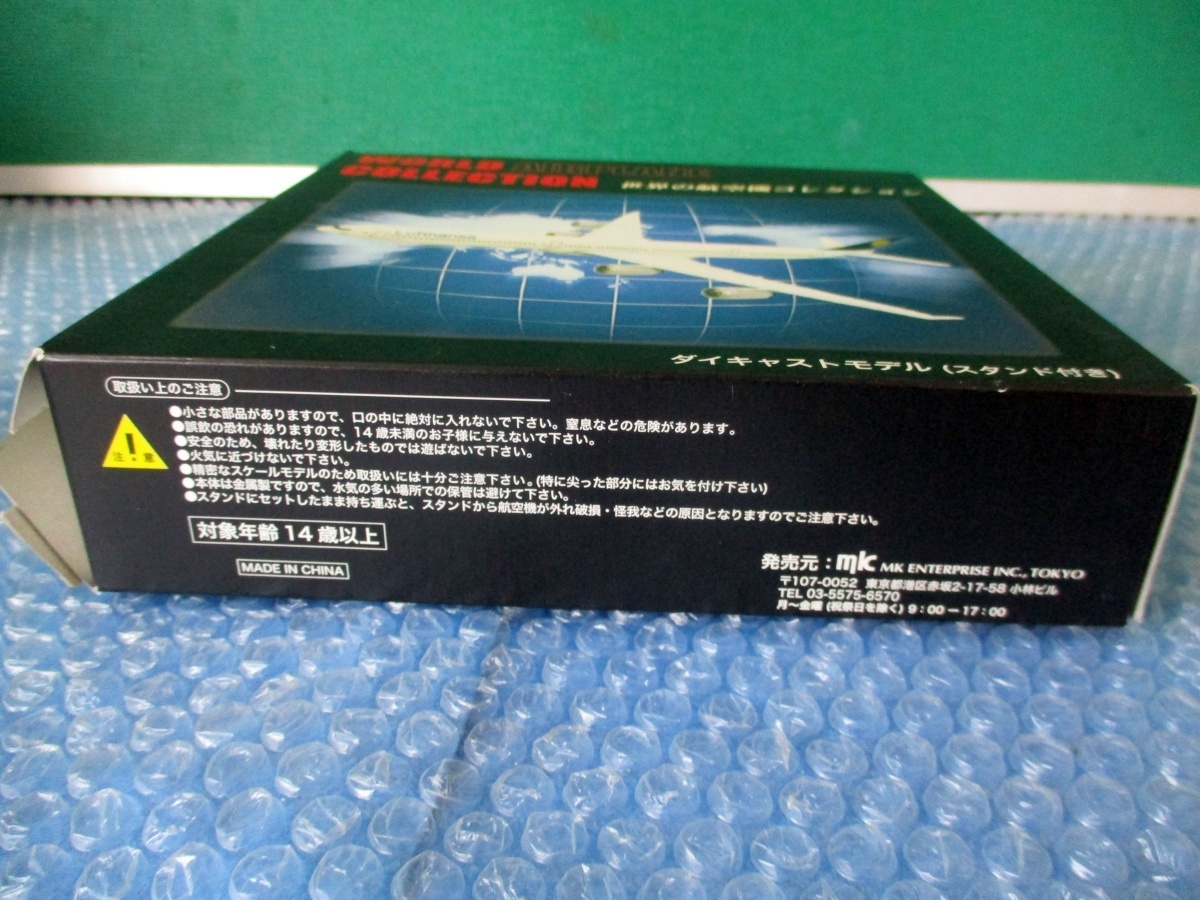 WORLD
COLLECTION 世界の航空機コレクション
Lufthansa
ダイキャストモデル (スタンド付き)
取扱い上のご注意
注!意
●小さな部品がありますので、口の中に絶対に入れないで下さい。窒息などの危険があります。
●誤飲の恐れがありますので、14歳未満のお子様に与えないで下さい。
●安全のため、壊れたり変形したものでは遊ばないで下さい。
●火気に近づけないで下さい。
●精密なスケールモデルのため取扱いには十分ご注意下さい。(特に尖った部分にはお気を付け下さい)
●本体は金属製ですので、水気の多い場所での保管は避けて下さい。
●スタンドにセットしたまま持ち運ぶと、スタンドから航空機が外れ破損・怪我などの原因となりますのでご注意下さい。
対象年齢 14 歳以上
MADE IN CHINA
発売元 : mk MK ENTERPRISE INC., TOKYO
〒107-0052 東京都港区赤坂2-17-58 小林ビル
TEL 03-5575-6570
月〜金曜 (祝祭日を除く) 9 : 00 − 17 : 00